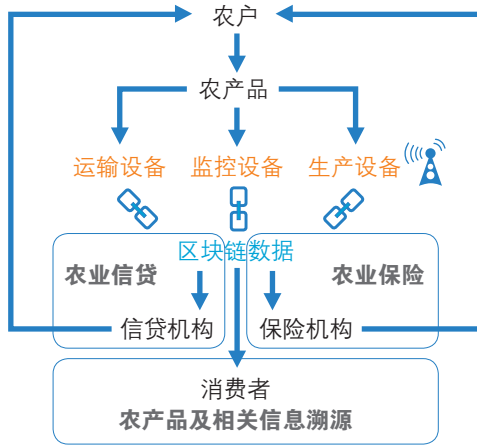 农户
农产品
运输设备 监控设备 生产设备
区块链数据
农业信贷 农业保险
信贷机构 保险机构
消费者
农产品及相关信息溯源